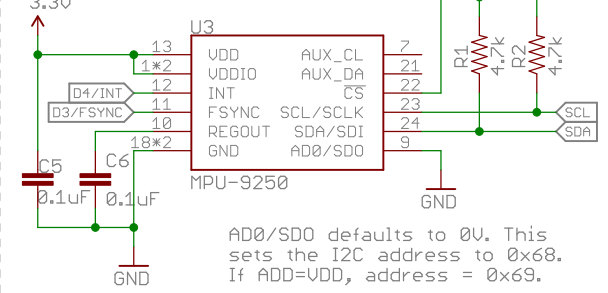 3.3V
U3
13 VDD AUX_CL 7
1*2 VDDIO AUX_DA 21
D4/INT 12 INT CS 22
D3/FSYNC 11 FSYNC SCL/SCLK 23 SCL
10 REGOUT SDA/SDI 24 SDA
18*2 GND AD0/SDO 9
R1 4.7k R2 4.7k
C5 C6
0.1uF 0.1uF
MPU-9250
GND
AD0/SDO defaults to 0V. This
sets the I2C address to 0x68.
If ADD=VDD, address = 0x69.
GND